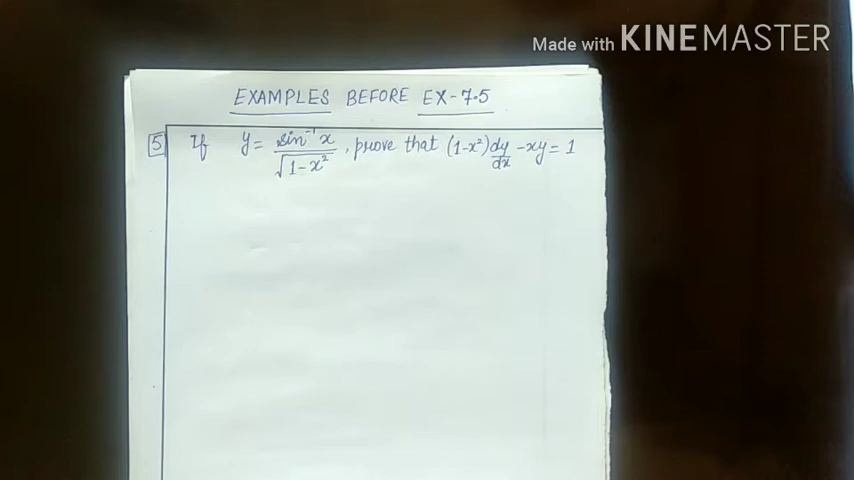 Made with KINEMASTER
EXAMPLES BEFORE EX-7.5
5 If y = sin⁻¹x / √1-x² , prove that (1-x²) dy/dx - xy = 1